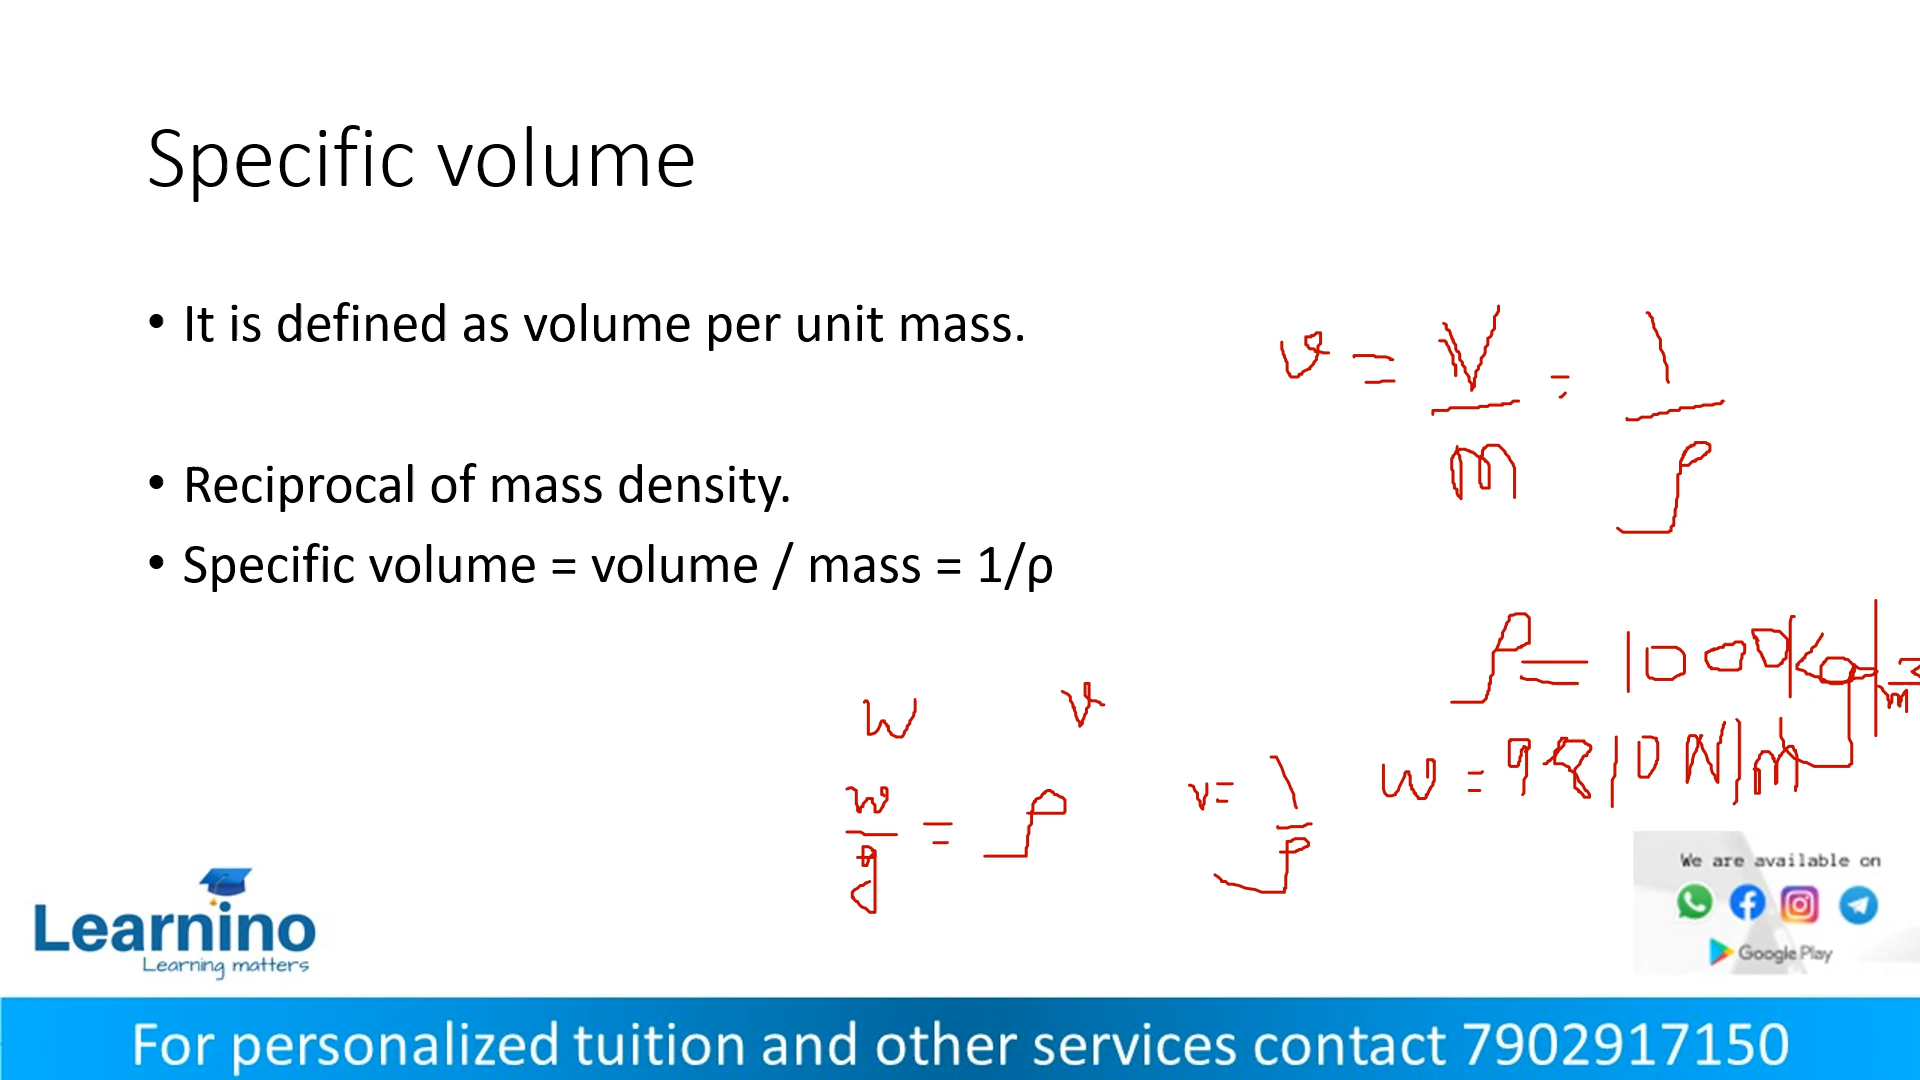 Specific volume
• It is defined as volume per unit mass.
v = V/m = 1/ρ
• Reciprocal of mass density.
• Specific volume = volume / mass = 1/ρ
ρ = 1000 kg/m3
w v
w = 9810 N/m
w/g = ρ v = 1/ρ
We are available on
Google Play
Learnino
Learning matters
For personalized tuition and other services contact 7902917150